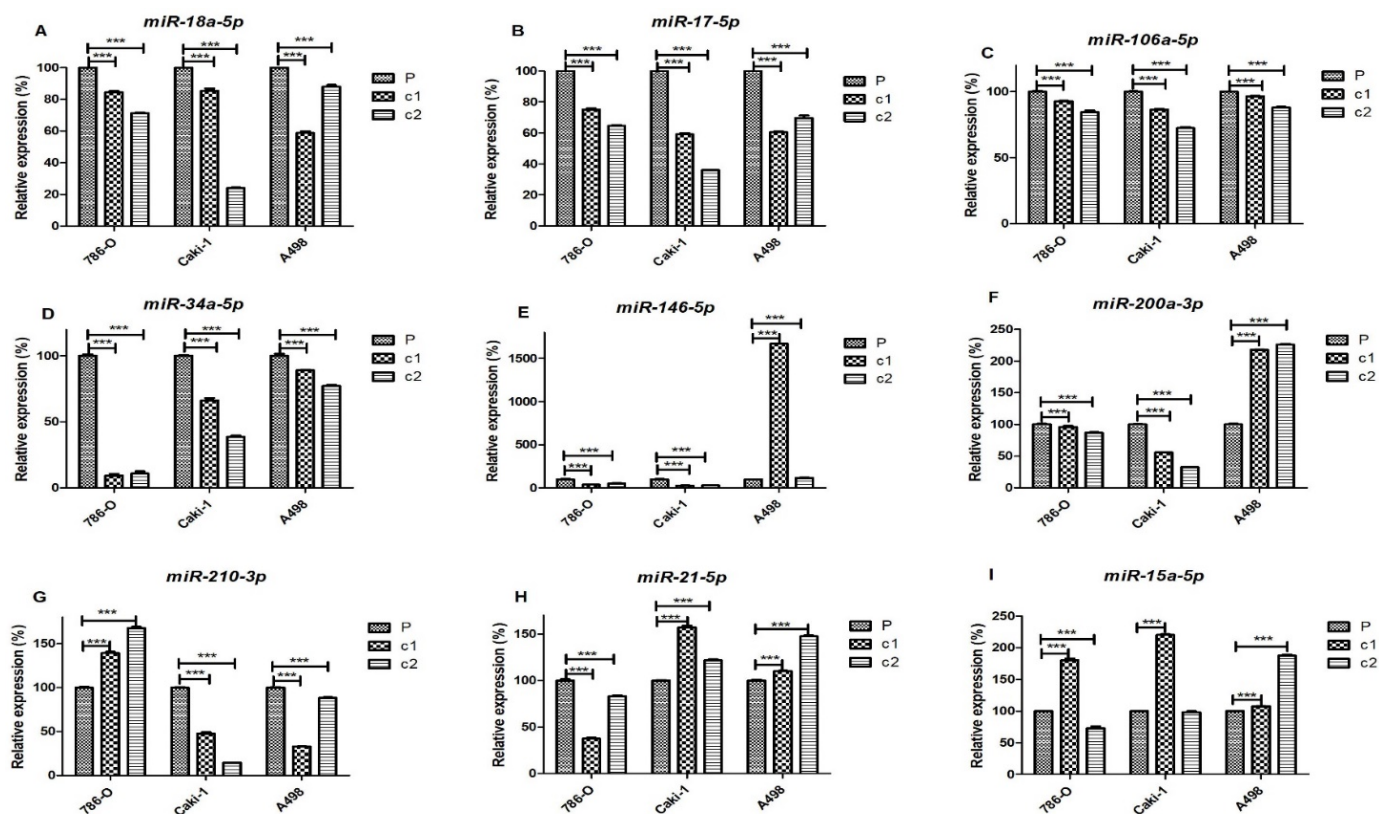 A
miR-18a-5p
***
***
***
***
***
***
Relative expression (%)
100
80
60
40
20
0
786-O
Caki-1
A498
P
c1
c2
B
miR-17-5p
***
***
***
***
***
***
Relative expression (%)
100
80
60
40
20
0
786-O
Caki-1
A498
P
c1
c2
C
miR-106a-5p
***
***
***
***
***
***
Relative expression (%)
100
50
0
786-O
Caki-1
A498
P
c1
c2
D
miR-34a-5p
***
***
***
***
***
***
Relative expression (%)
100
50
0
786-O
Caki-1
A498
P
c1
c2
E
miR-146-5p
***
***
***
***
***
***
Relative expression (%)
1500
1000
500
0
786-O
Caki-1
A498
P
c1
c2
F
miR-200a-3p
***
***
***
***
***
***
Relative expression (%)
250
200
150
100
50
0
786-O
Caki-1
A498
P
c1
c2
G
miR-210-3p
***
***
***
***
***
***
Relative expression (%)
150
100
50
0
786-O
Caki-1
A498
P
c1
c2
H
miR-21-5p
***
***
***
***
***
***
Relative expression (%)
150
100
50
0
786-O
Caki-1
A498
P
c1
c2
I
miR-15a-5p
***
***
***
***
***
Relative expression (%)
250
200
150
100
50
0
786-O
Caki-1
A498
P
c1
c2